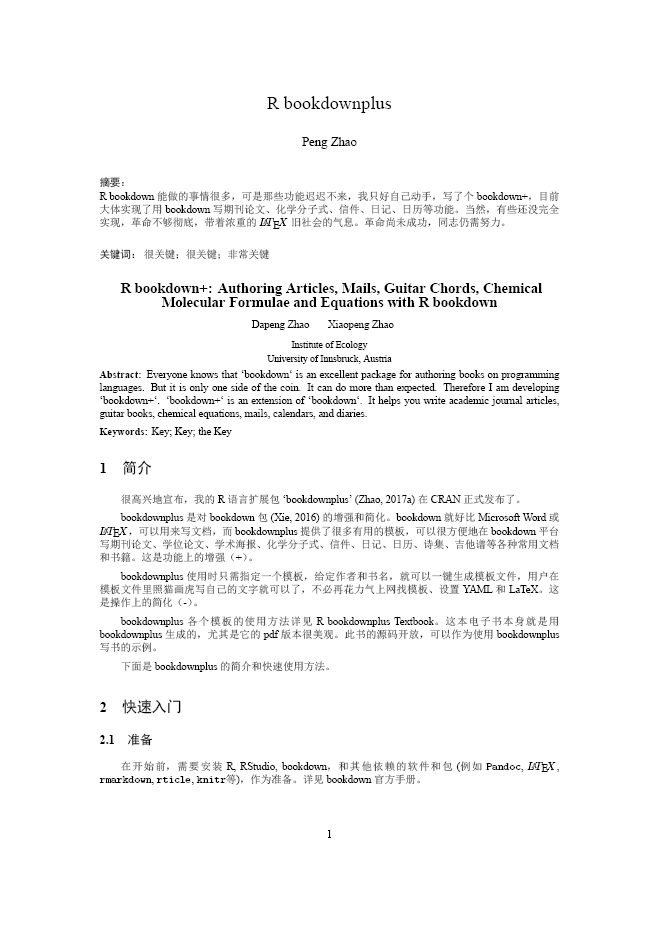 R bookdownplus
Peng Zhao
摘要：
R bookdown 能做的事情很多，可是那些功能迟迟不来，我只好自己动手，写了个 bookdown+，目前
大体实现了用 bookdown 写期刊论文、化学分子式、信件、日记、日历等功能。当然，有些还没完全
实现，革命不够彻底，带着浓重的 LATEX 旧社会的气息。革命尚未成功，同志仍需努力。
关键词： 很关键；很关键；非常关键
R bookdown+: Authoring Articles, Mails, Guitar Chords, Chemical
Molecular Formulae and Equations with R bookdown
Dapeng Zhao Xiaopeng Zhao
Institute of Ecology
University of Innsbruck, Austria
Abstract: Everyone knows that ‘bookdown‘ is an excellent package for authoring books on programming
languages. But it is only one side of the coin. It can do more than expected. Therefore I am developing
‘bookdown+‘. ‘bookdown+‘ is an extension of ‘bookdown‘. It helps you write academic journal articles,
guitar books, chemical equations, mails, calendars, and diaries.
Keywords: Key; Key; the Key
1 简介
很高兴地宣布，我的 R 语言扩展包 ‘bookdownplus’ (Zhao, 2017a) 在 CRAN 正式发布了。
bookdownplus 是对 bookdown 包 (Xie, 2016) 的增强和简化。bookdown 就好比 Microsoft Word 或
LATEX，可以用来写文档，而 bookdownplus 提供了很多有用的模板，可以很方便地在 bookdown 平台
写期刊论文、学位论文、学术海报、化学分子式、信件、日记、日历、诗集、吉他谱等各种常用文档
和书籍。这是功能上的增强（+）。
bookdownplus 使用时只需指定一个模板，给定作者和书名，就可以一键生成模板文件，用户在
模板文件里照猫画虎写自己的文字就可以了，不必再花力气上网找模板、设置 YAML 和 LaTeX。这
是操作上的简化（-）。
bookdownplus 各个模板的使用方法详见 R bookdownplus Textbook。这本电子书本身就是用
bookdownplus 生成的，尤其是它的 pdf 版本很美观。此书的源码开放，可以作为使用 bookdownplus
写书的示例。
下面是 bookdownplus 的简介和快速使用方法。
2 快速入门
2.1 准备
在开始前，需要安装 R, RStudio, bookdown，和其他依赖的软件和包 (例如 Pandoc, LATEX,
rmarkdown, rticle, knitr等)，作为准备。详见 bookdown 官方手册。
1